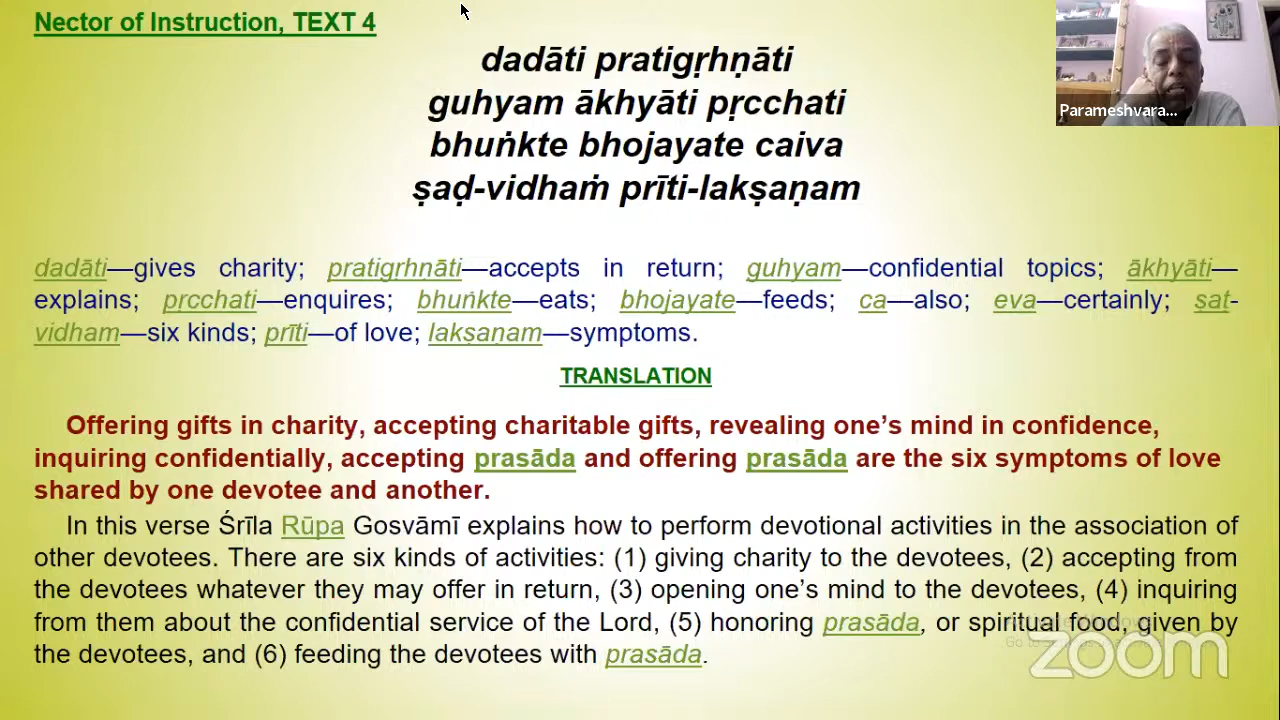 Nector of Instruction, TEXT 4
dadāti pratigṛhṇāti
guhyam ākhyāti pṛcchati
bhuṅkte bhojayate caiva
ṣaḍ-vidhaṁ prīti-lakṣaṇam
Parameshvara...
dadāti—gives charity; pratigṛhnāti—accepts in return; guhyam—confidential topics; ākhyāti—
explains; pṛcchati—enquires; bhuṅkte—eats; bhojayate—feeds; ca—also; eva—certainly; ṣaṭ-
vidham—six kinds; prīti—of love; lakṣaṇam—symptoms.
TRANSLATION
Offering gifts in charity, accepting charitable gifts, revealing one’s mind in confidence,
inquiring confidentially, accepting prasāda and offering prasāda are the six symptoms of love
shared by one devotee and another.
In this verse Śrīla Rūpa Gosvāmī explains how to perform devotional activities in the association of
other devotees. There are six kinds of activities: (1) giving charity to the devotees, (2) accepting from
the devotees whatever they may offer in return, (3) opening one’s mind to the devotees, (4) inquiring
from them about the confidential service of the Lord, (5) honoring prasāda, or spiritual food, given by
the devotees, and (6) feeding the devotees with prasāda.
zoom